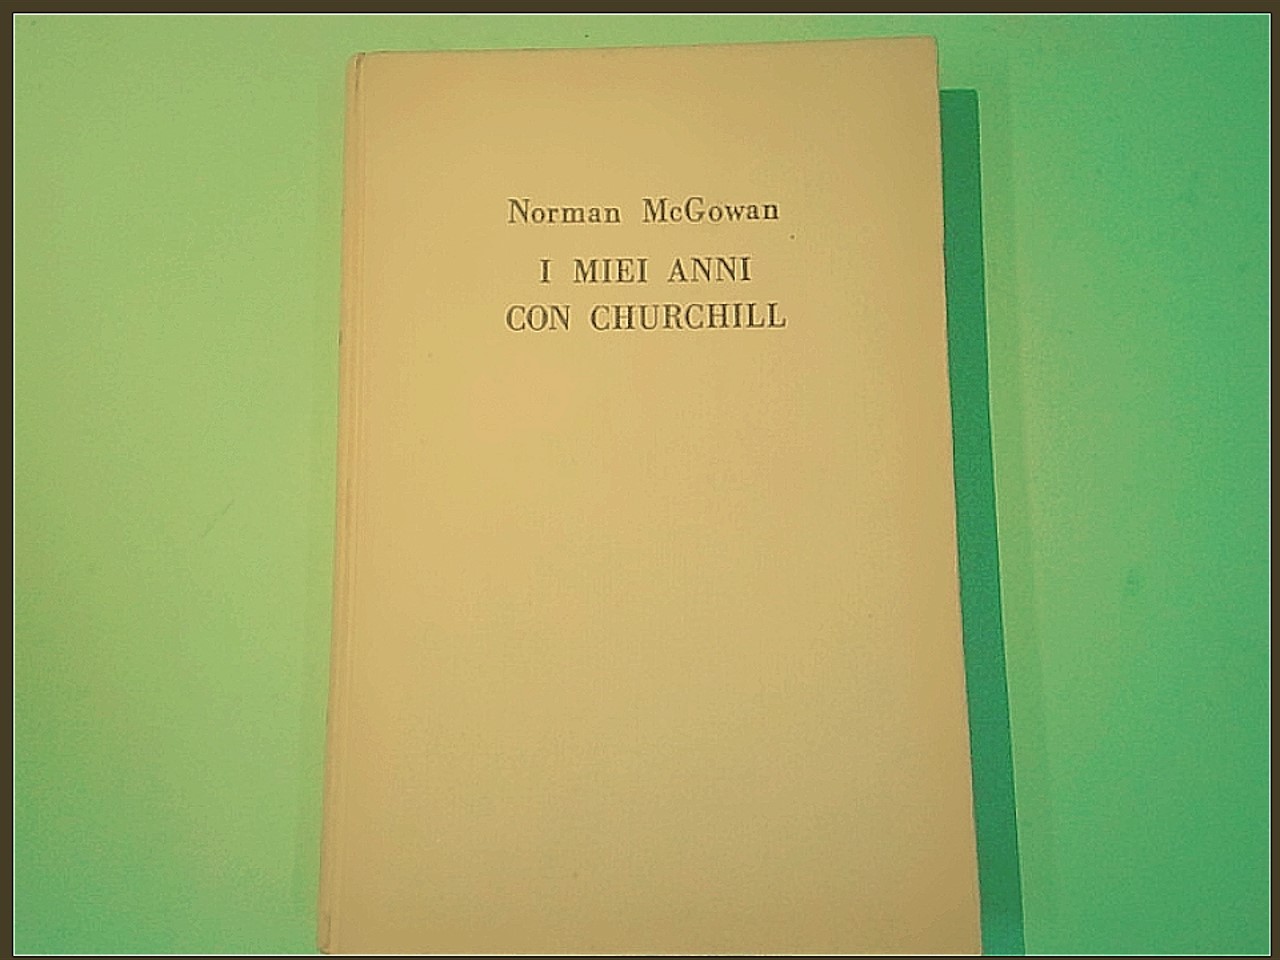 Norman McGowan
I MIEI ANNI
CON CHURCHILL